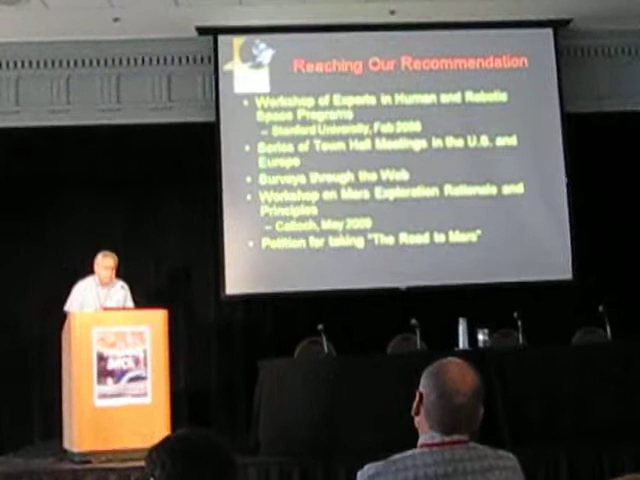 Reaching Our Recommendation
• Workshop of Experts in Human and Robotic
Space Programs
– Stanford University, Feb 2008
• Series of Town Hall Meetings in the U.S. and
Europe
• Surveys through the Web
• Workshop on Mars Exploration Rationale and
Principles
– Caltech, May 2009
• Petition for taking "The Road to Mars"